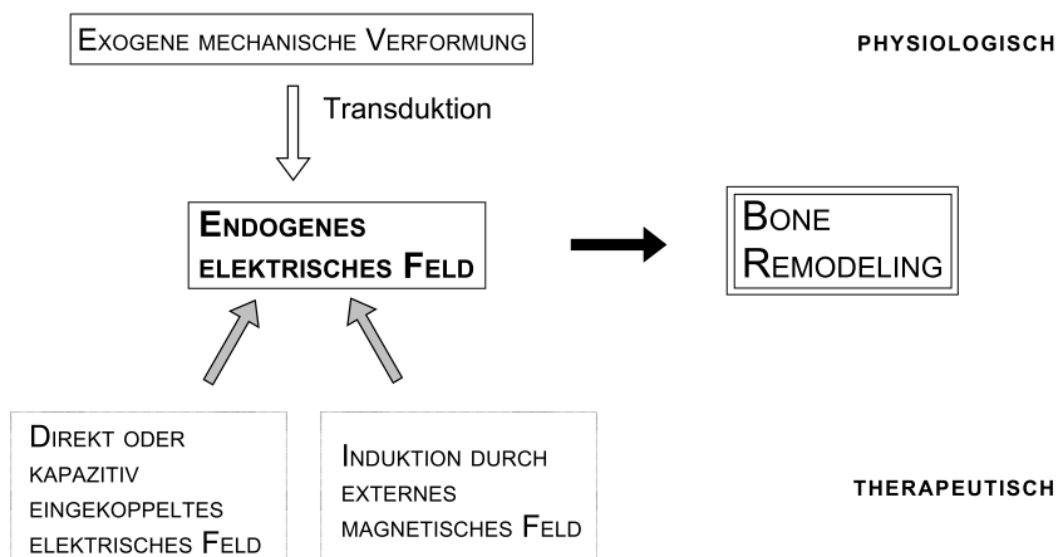 EXOGENE MECHANISCHE VERFORMUNG
PHYSIOLOGISCH
Transduktion
ENDOGENES
ELEKTRISCHES FELD
BONE
REMODELING
DIREKT ODER
KAPAZITIV
EINGEKOPPELTES
ELEKTRISCHES FELD
INDUKTION DURCH
EXTERNES
MAGNETISCHES FELD
THERAPEUTISCH